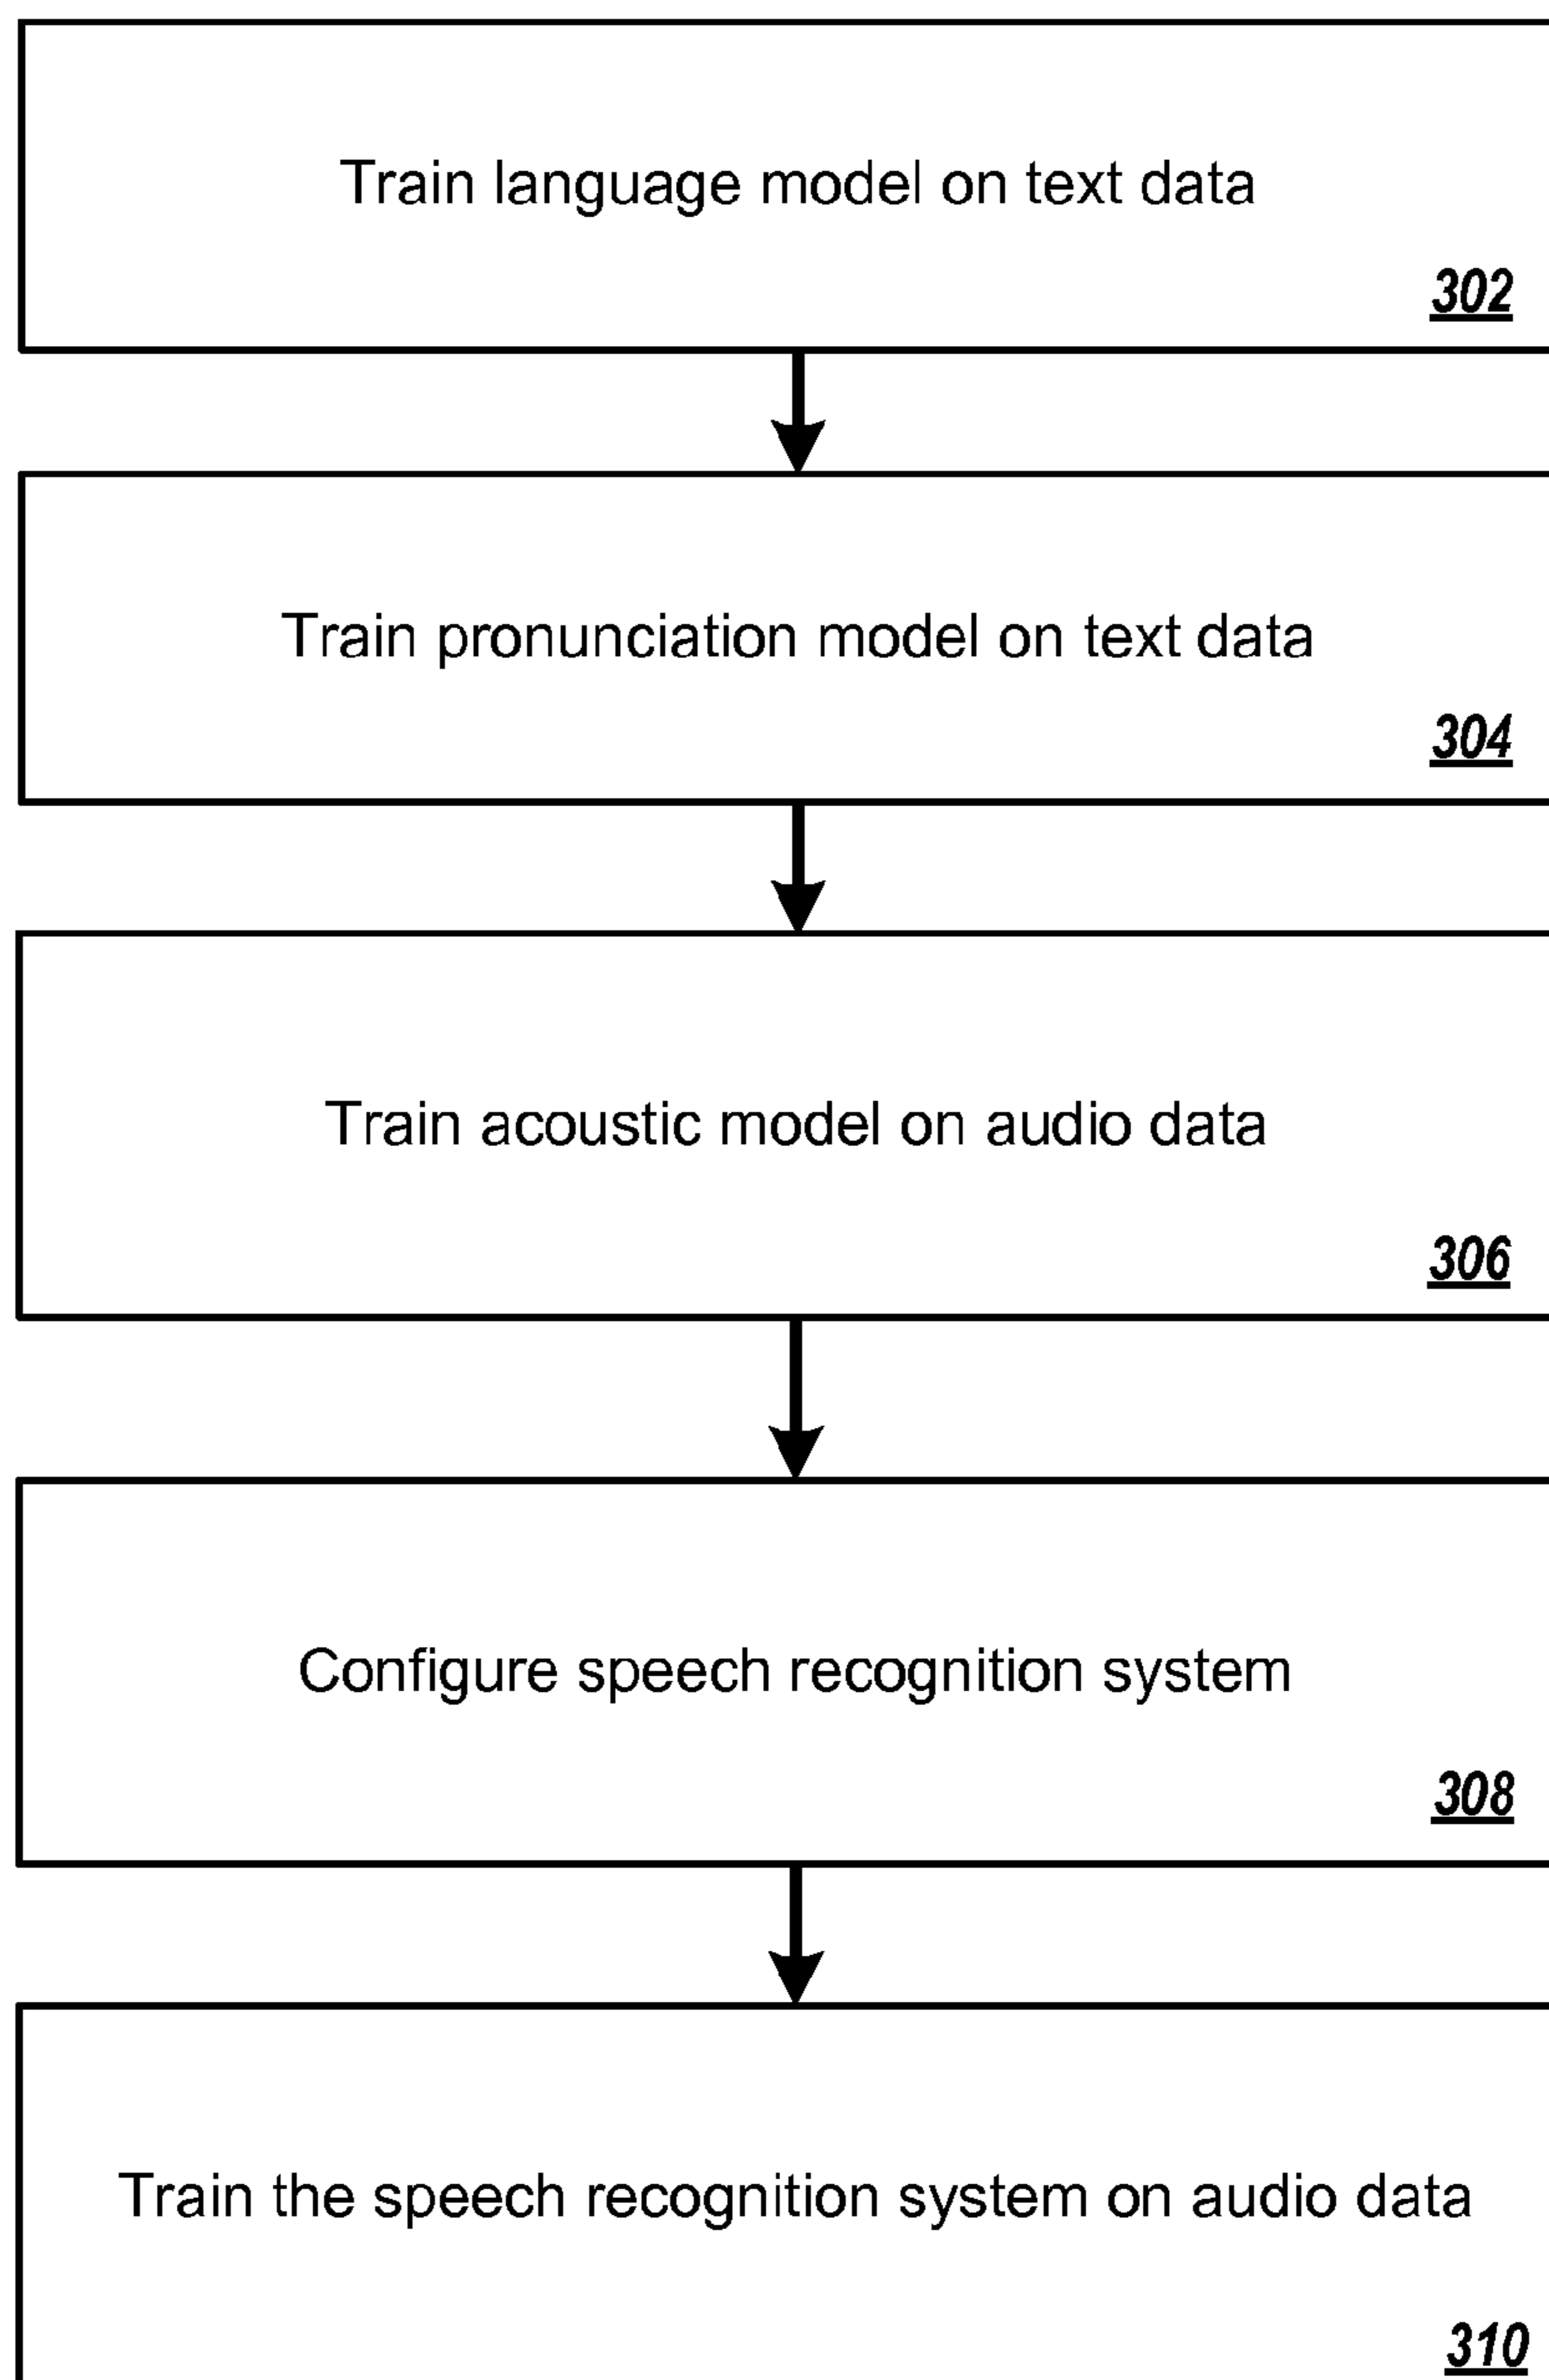 Train language model on text data
302
Train pronunciation model on text data
304
Train acoustic model on audio data
306
Configure speech recognition system
308
Train the speech recognition system on audio data
310